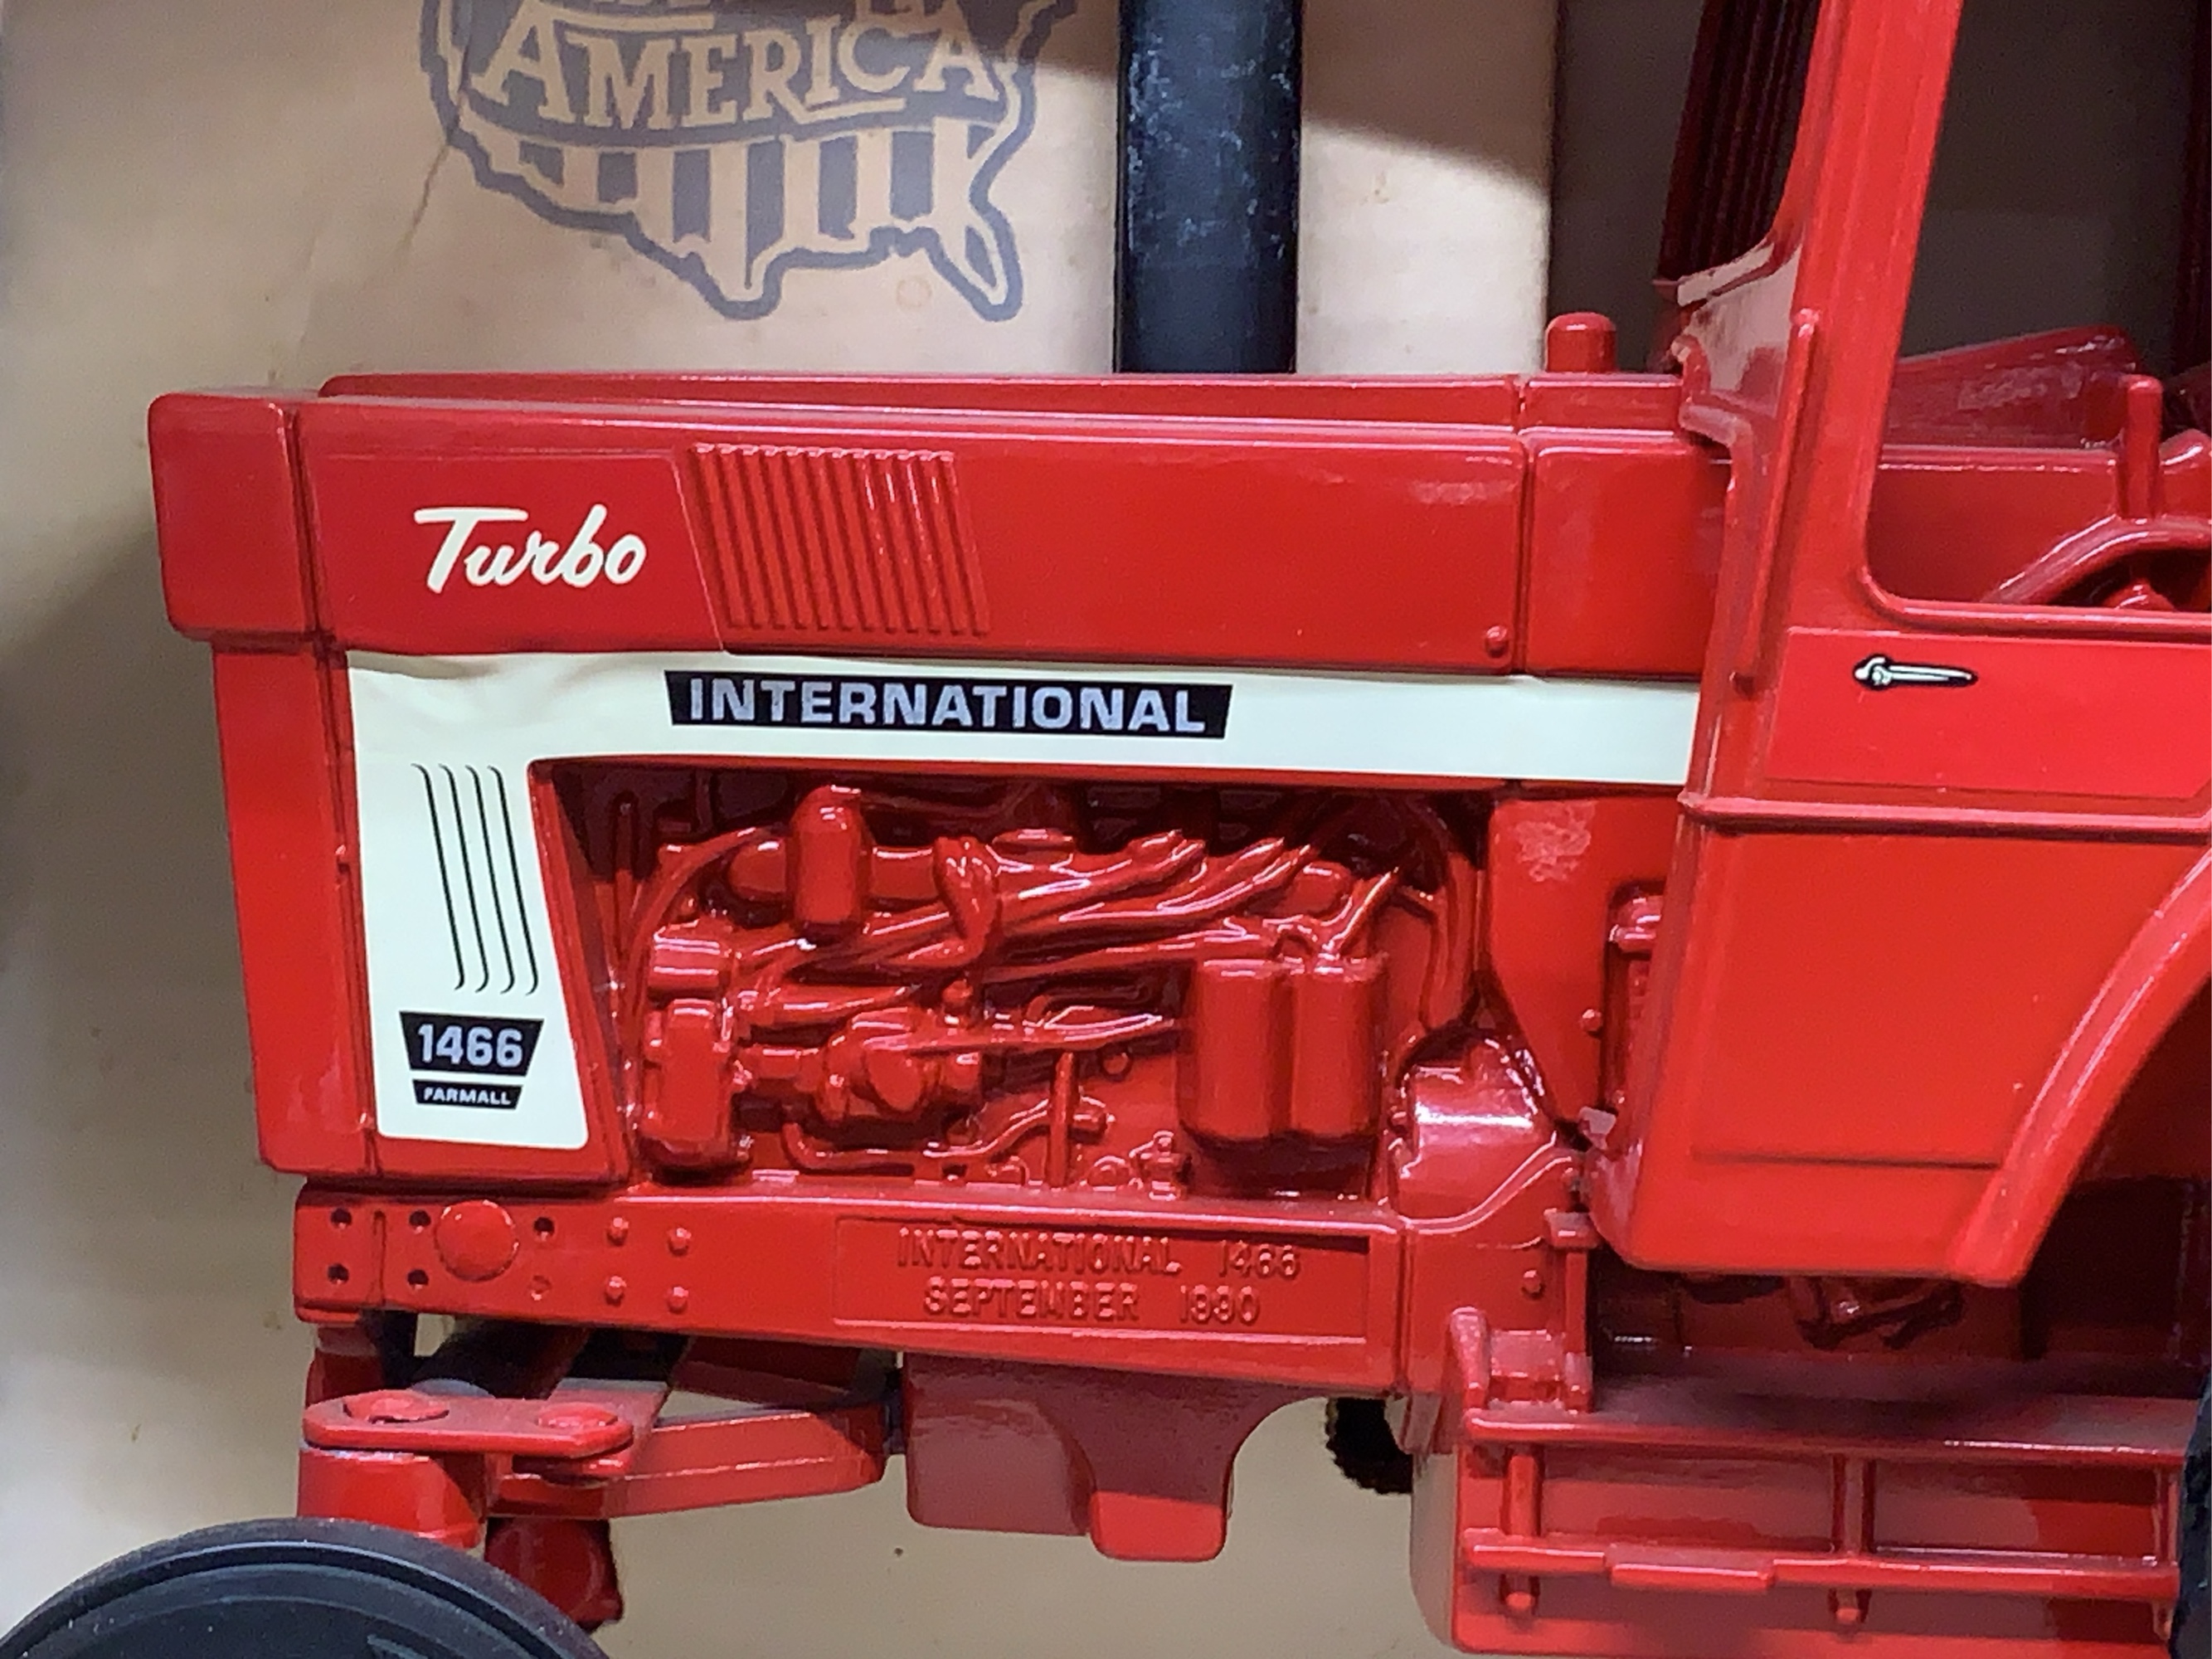 AMERICA
Turbo
INTERNATIONAL
1466
FARMALL
INTERNATIONAL 1466
SEPTEMBER 1990